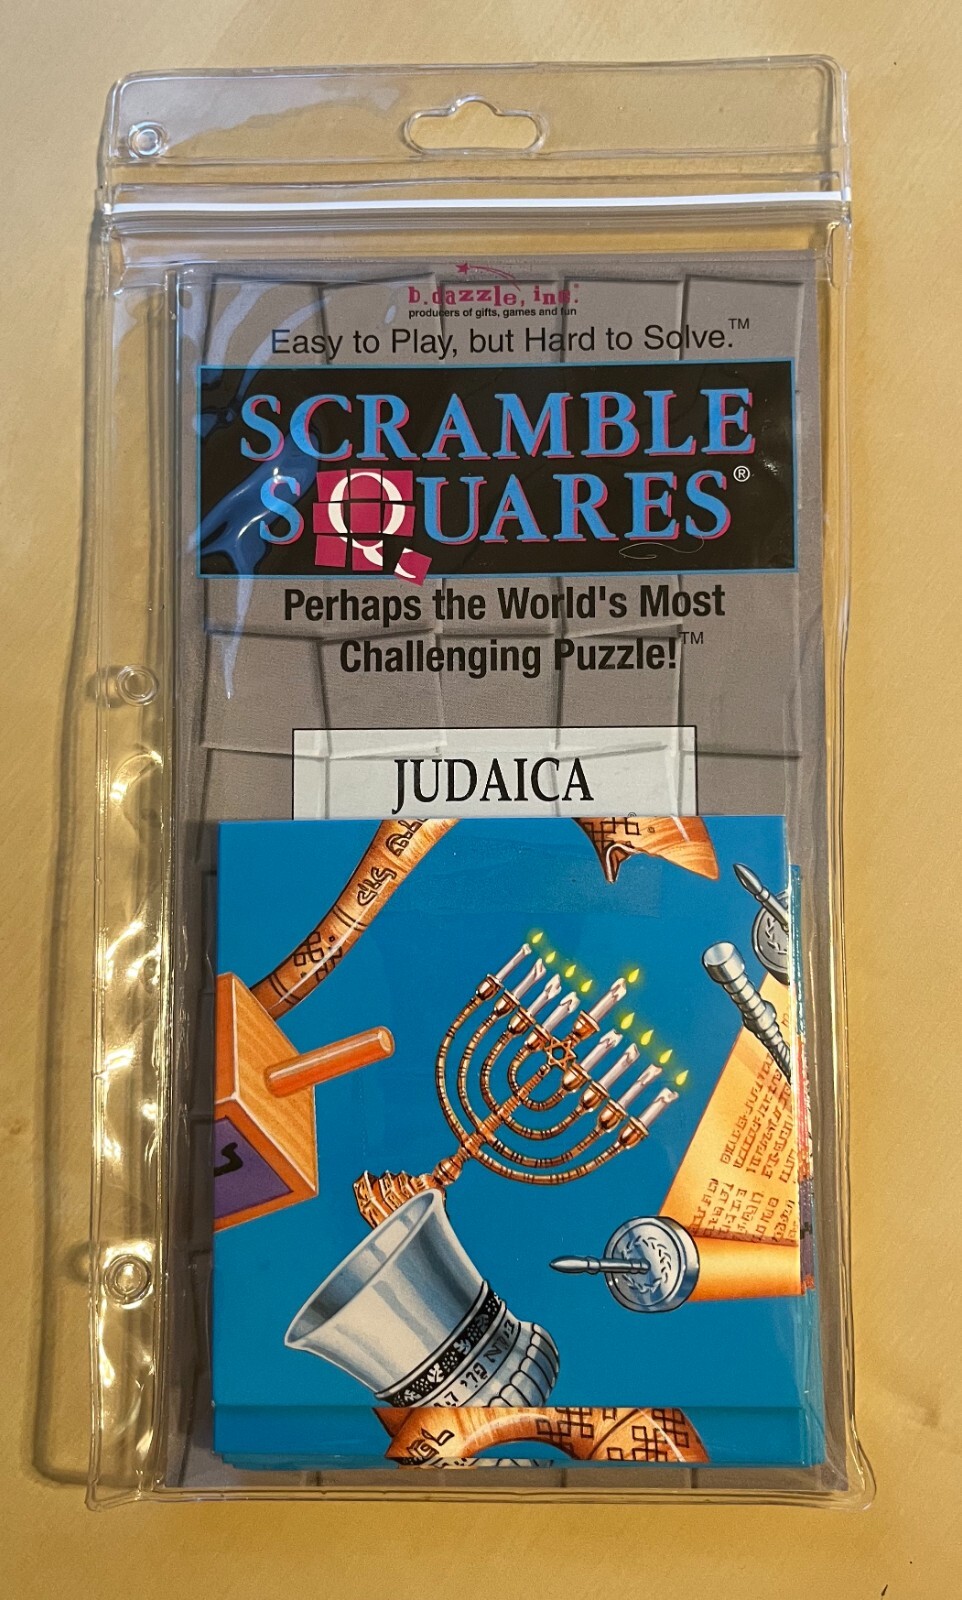 b. dazzle, inc.®
producers of gifts, games and fun
Easy to Play, but Hard to Solve.™
SCRAMBLE
SQUARES®
Perhaps the World's Most
Challenging Puzzle!™
JUDAICA